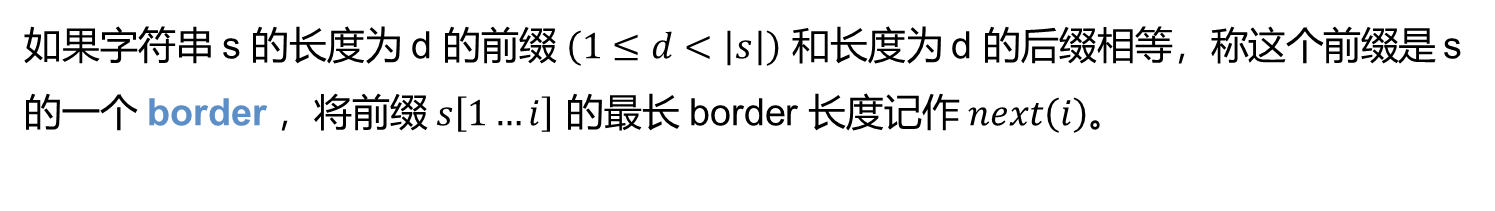 如果字符串 s 的长度为 d 的前缀 (1 ≤ d < |s|) 和长度为 d 的后缀相等，称这个前缀是 s
的一个 border ，将前缀 s[1 … i] 的最长 border 长度记作 next(i)。